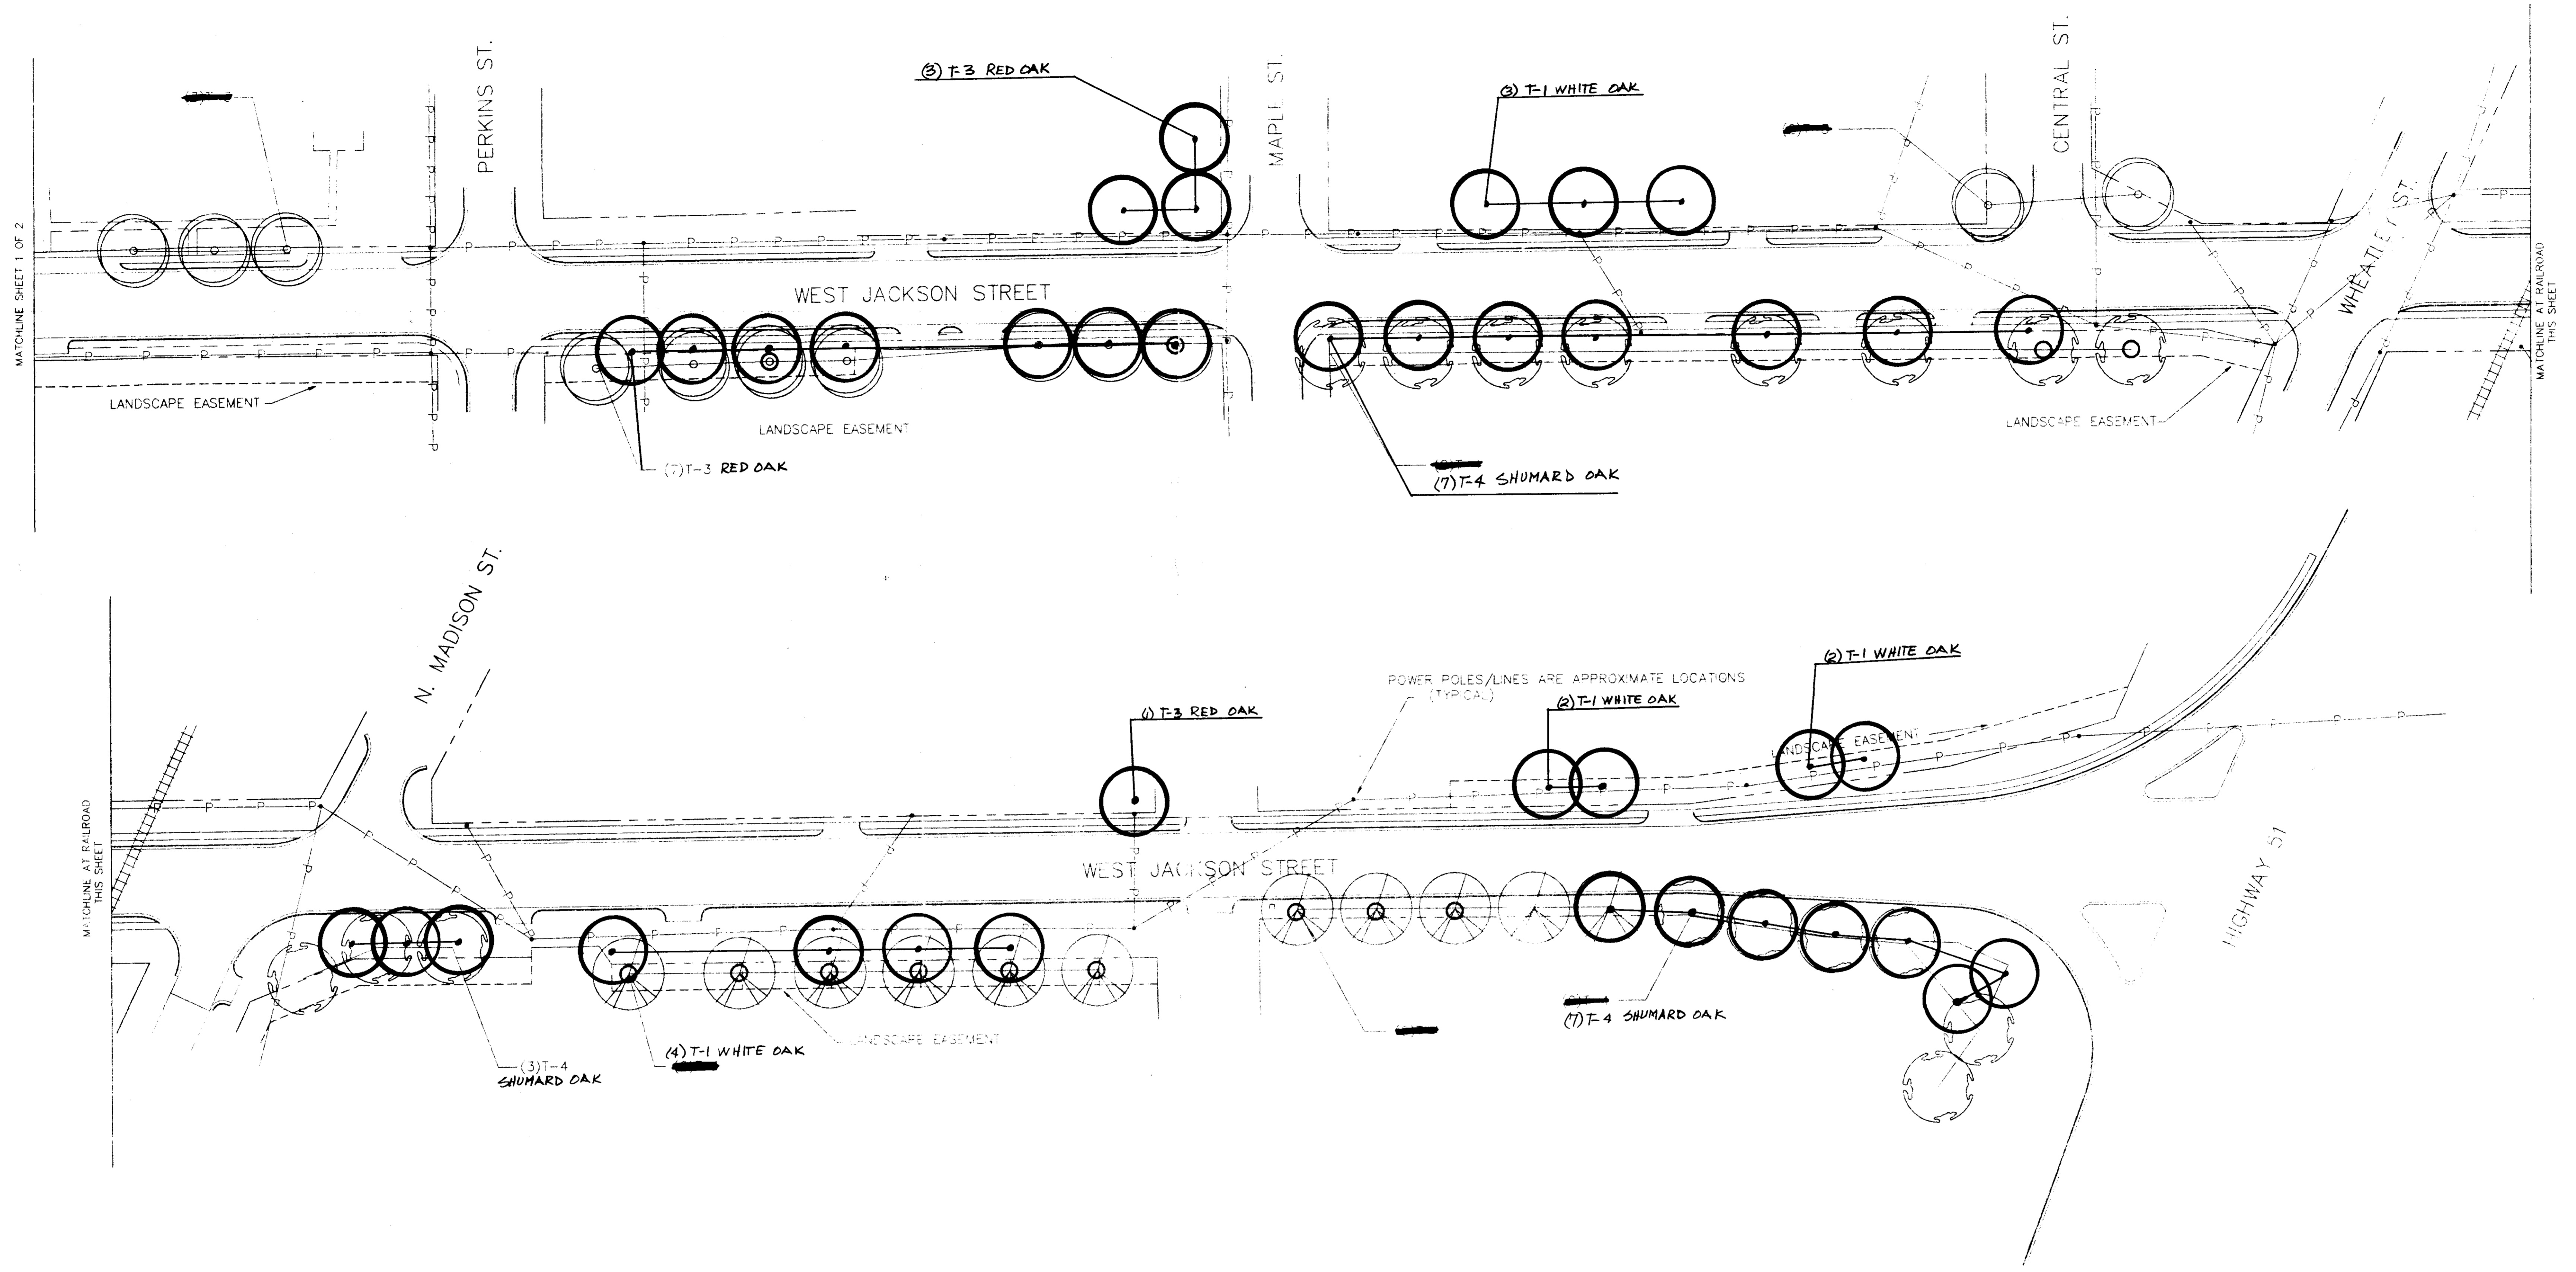 PERKINS ST.
(3) T-3 RED OAK
MAPLE ST.
(3) T-1 WHITE OAK
CENTRAL ST.
WHEATLEY ST.
MATCHLINE SHEET 1 OF 2
WEST JACKSON STREET
MATCHLINE AT RAILROAD
THIS SHEET
LANDSCAPE EASEMENT
LANDSCAPE EASEMENT
LANDSCAPE EASEMENT
(7)T-3 RED OAK
(7)T-4 SHUMARD OAK
N. MADISON ST.
(1) T-3 RED OAK
POWER POLES/LINES ARE APPROXIMATE LOCATIONS
(TYPICAL)
(2)T-1 WHITE OAK
(2)T-1 WHITE OAK
LANDSCAPE EASEMENT
MATCHLINE AT RAILROAD
THIS SHEET
WEST JACKSON STREET
HIGHWAY 51
(7)T-4 SHUMARD OAK
LANDSCAPE EASEMENT
(4)T-1 WHITE OAK
(3)T-4
SHUMARD OAK